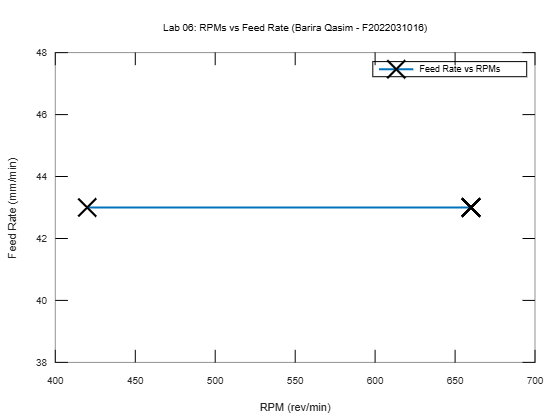 Lab 06: RPMs vs Feed Rate (Barira Qasim - F2022031016)
48
Feed Rate vs RPMs
46
44
Feed Rate (mm/min)
42
40
38
400 450 500 550 600 650 700
RPM (rev/min)